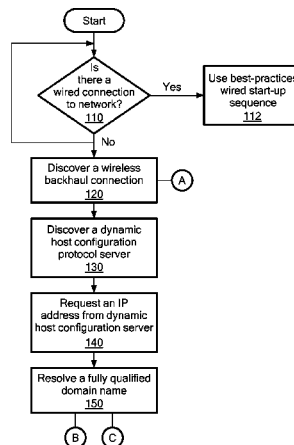 Start
Is
there a
wired connection
to network?
110
Yes
Use best-practices
wired start-up
sequence
112
No
Discover a wireless
backhaul connection
120
A
Discover a dynamic
host configuration
protocol server
130
Request an IP
address from dynamic
host configuration server
140
Resolve a fully qualified
domain name
150
B
C